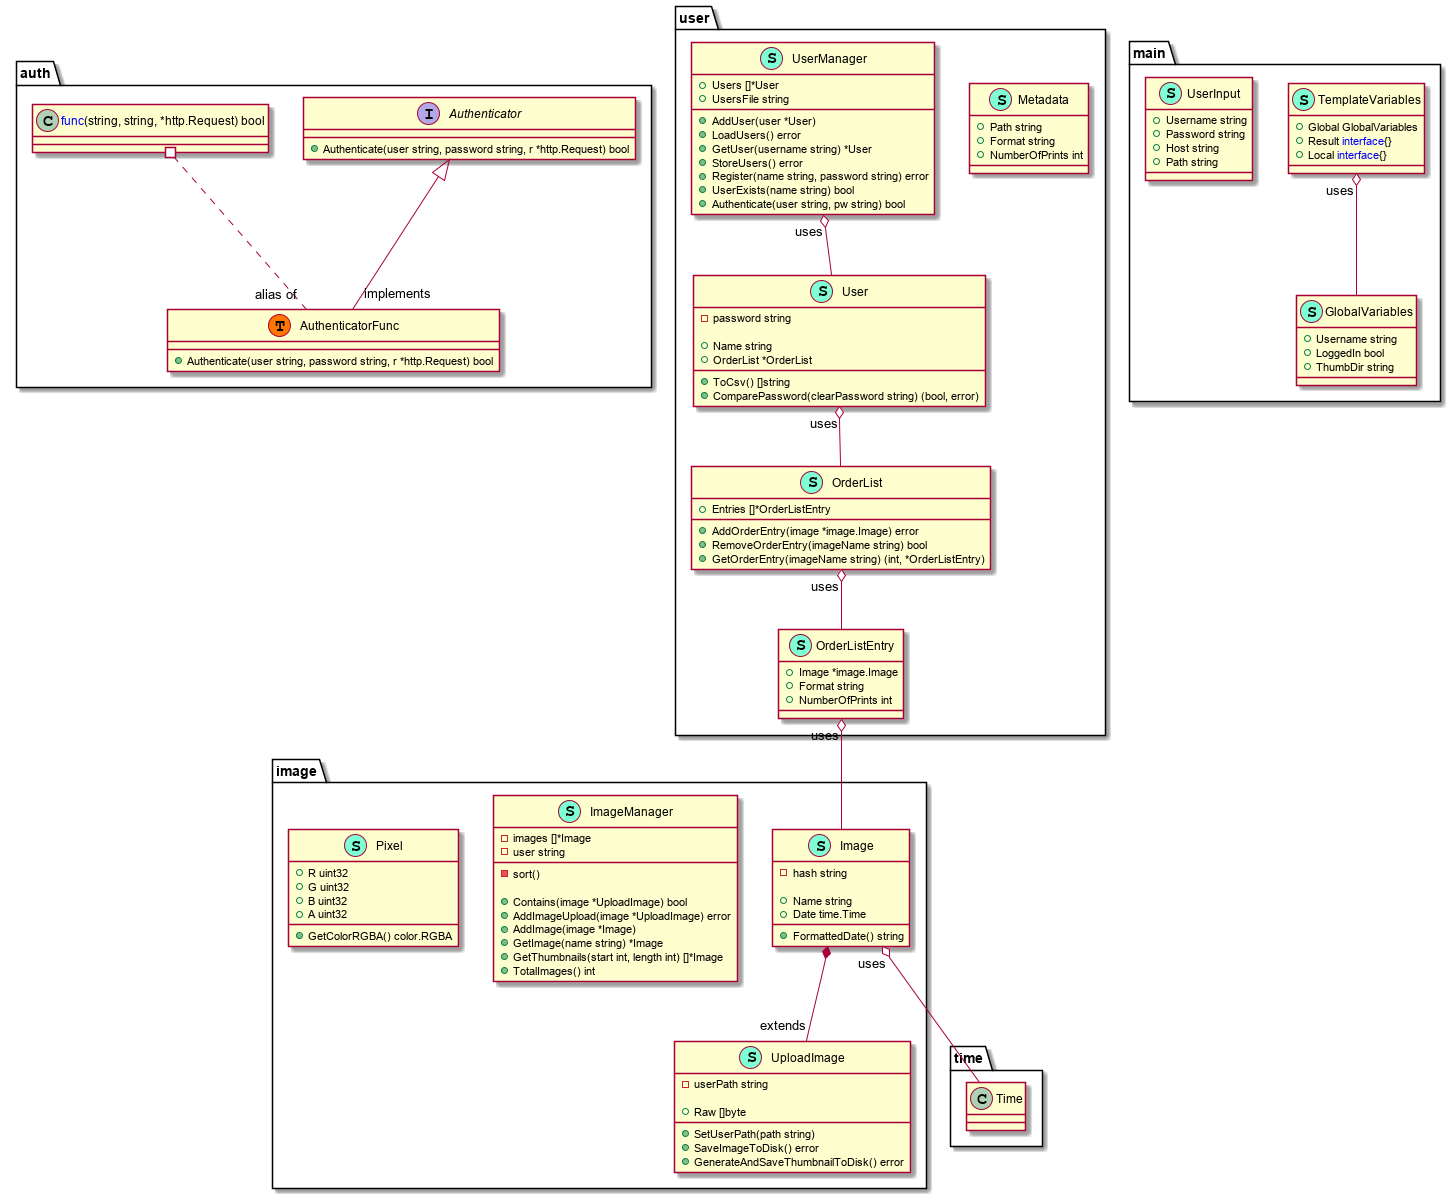 auth
C func(string, string, *http.Request) bool
I Authenticator
Authenticate(user string, password string, r *http.Request) bool
alias of
implements
T AuthenticatorFunc
Authenticate(user string, password string, r *http.Request) bool
user
S UserManager
Users []*User
UsersFile string
AddUser(user *User)
LoadUsers() error
GetUser(username string) *User
StoreUsers() error
Register(name string, password string) error
UserExists(name string) bool
Authenticate(user string, pw string) bool
S Metadata
Path string
Format string
NumberOfPrints int
uses
S User
password string
Name string
OrderList *OrderList
ToCsv() []string
ComparePassword(clearPassword string) (bool, error)
uses
S OrderList
Entries []*OrderListEntry
AddOrderEntry(image *image.Image) error
RemoveOrderEntry(imageName string) bool
GetOrderEntry(imageName string) (int, *OrderListEntry)
uses
S OrderListEntry
Image *image.Image
Format string
NumberOfPrints int
uses
main
S UserInput
Username string
Password string
Host string
Path string
S TemplateVariables
Global GlobalVariables
Result interface{}
Local interface{}
uses
S GlobalVariables
Username string
LoggedIn bool
ThumbDir string
image
S Pixel
R uint32
G uint32
B uint32
A uint32
GetColorRGBA() color.RGBA
S ImageManager
images []*Image
user string
sort()
Contains(image *UploadImage) bool
AddImageUpload(image *UploadImage) error
AddImage(image *Image)
GetImage(name string) *Image
GetThumbnails(start int, length int) []*Image
TotalImages() int
S Image
hash string
Name string
Date time.Time
FormattedDate() string
uses
extends
S UploadImage
userPath string
Raw []byte
SetUserPath(path string)
SaveImageToDisk() error
GenerateAndSaveThumbnailToDisk() error
time
C Time